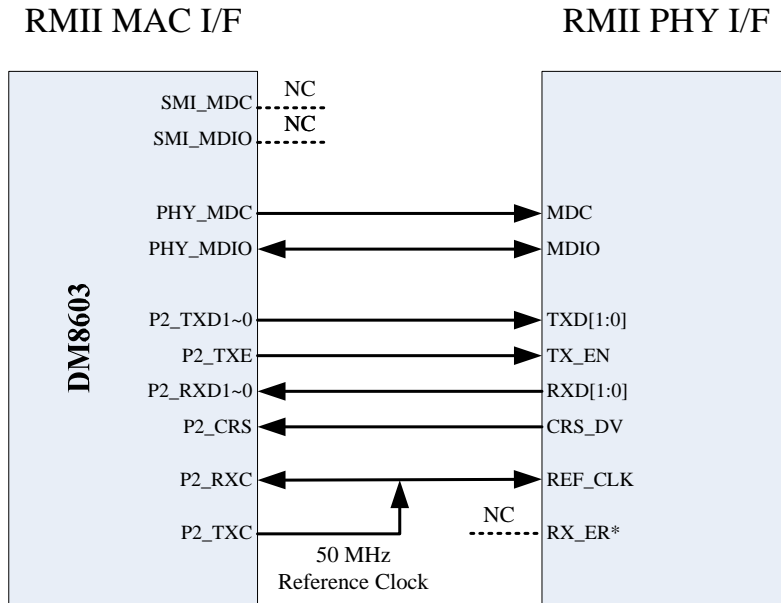 RMII MAC I/F
RMII PHY I/F
SMI_MDC
NC
SMI_MDIO
NC
PHY_MDC
MDC
PHY_MDIO
MDIO
DM8603
P2_TXD1~0
TXD[1:0]
P2_TXE
TX_EN
P2_RXD1~0
RXD[1:0]
P2_CRS
CRS_DV
P2_RXC
REF_CLK
P2_TXC
NC
RX_ER*
50 MHz
Reference Clock